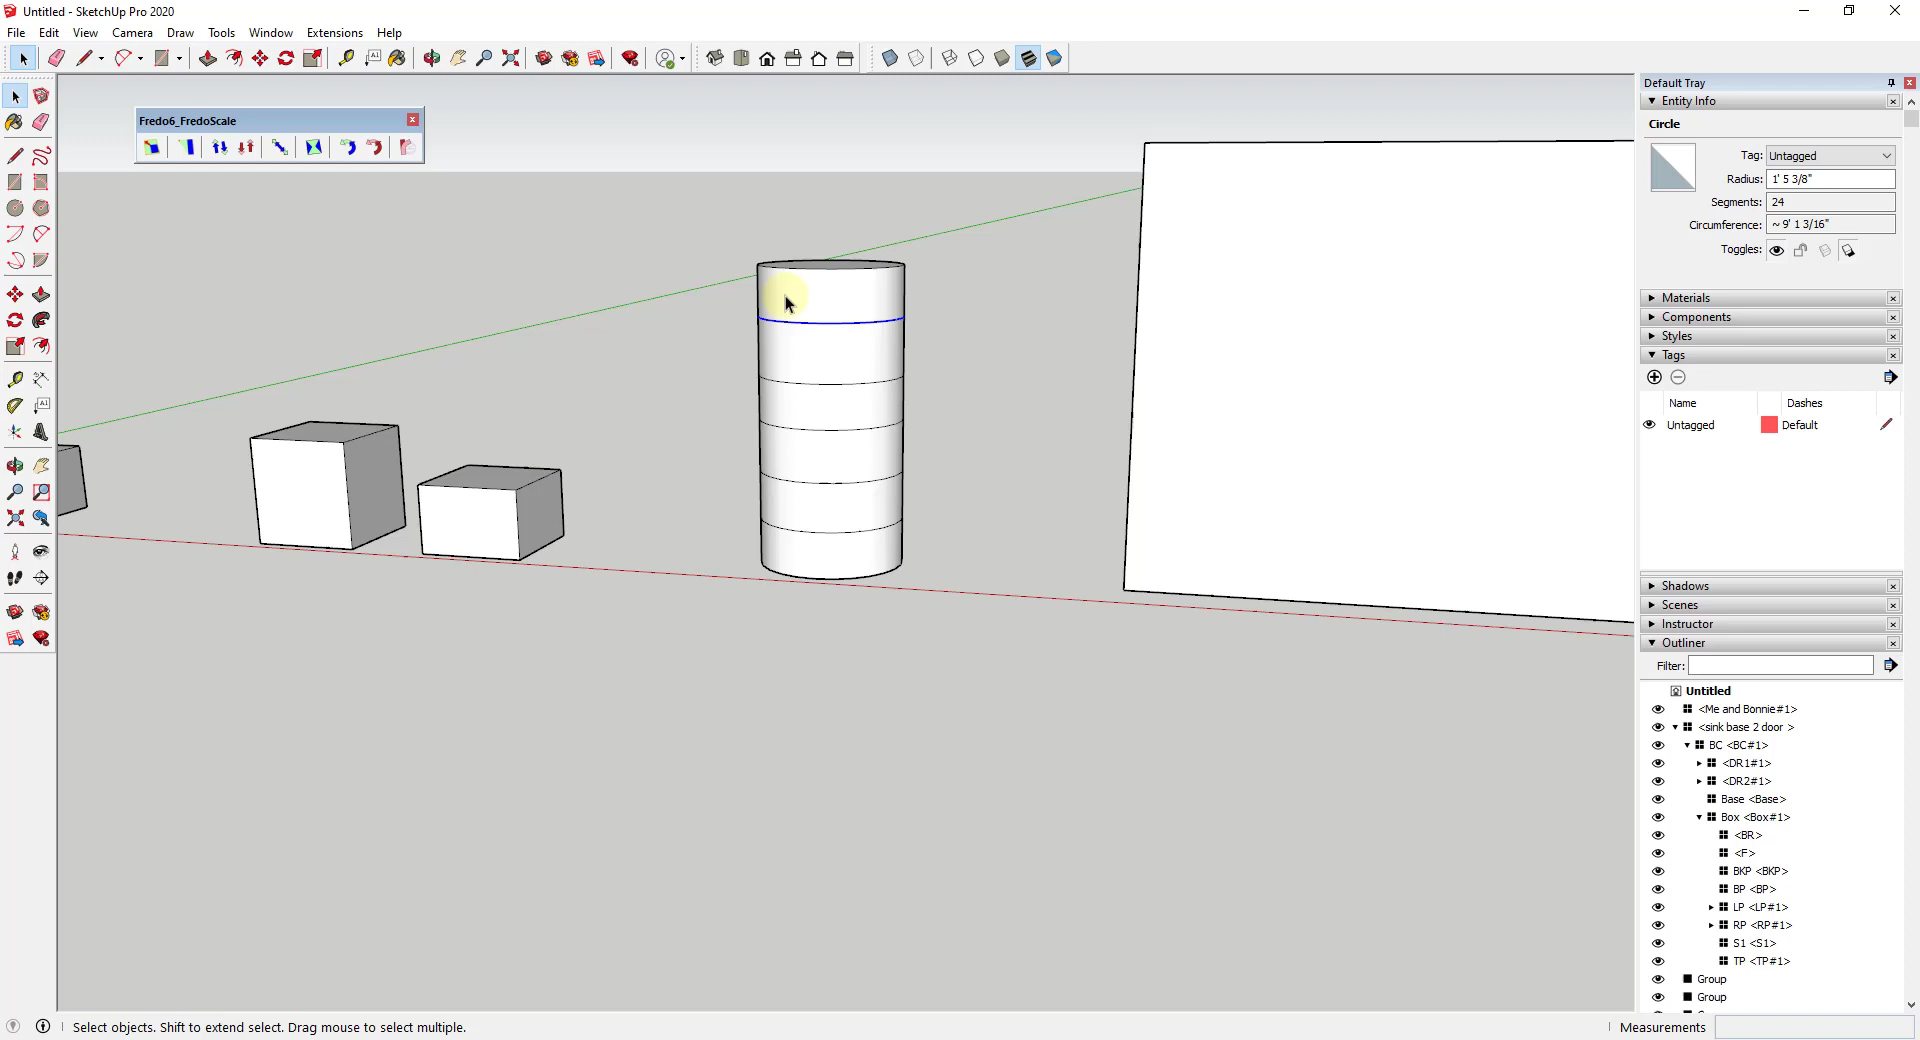 Untitled - SketchUp Pro 2020
File Edit View Camera Draw Tools Window Extensions Help
Fredo6_FredoScale
Default Tray
Entity Info
Circle
Tag: Untagged
Radius: 1' 5 3/8"
Segments: 24
Circumference: ~ 9' 1 3/16"
Toggles:
Materials
Components
Styles
Tags
Name Dashes
Untagged Default
Shadows
Scenes
Instructor
Outliner
Filter:
Untitled
<Me and Bonnie#1>
<sink base 2 door >
BC <BC#1>
<DR1#1>
<DR2#1>
Base <Base>
Box <Box#1>
<BR>
<F>
BKP <BKP>
BP <BP>
LP <LP#1>
RP <RP#1>
S1 <S1>
TP <TP#1>
Group
Group
Select objects. Shift to extend select. Drag mouse to select multiple.
Measurements